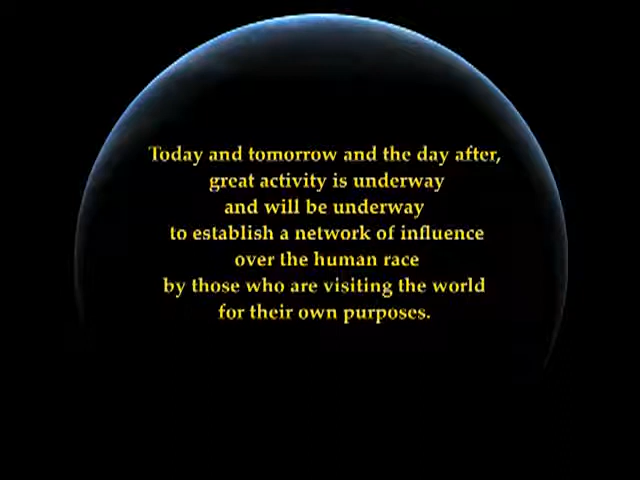 Today and tomorrow and the day after,
great activity is underway
and will be underway
to establish a network of influence
over the human race
by those who are visiting the world
for their own purposes.